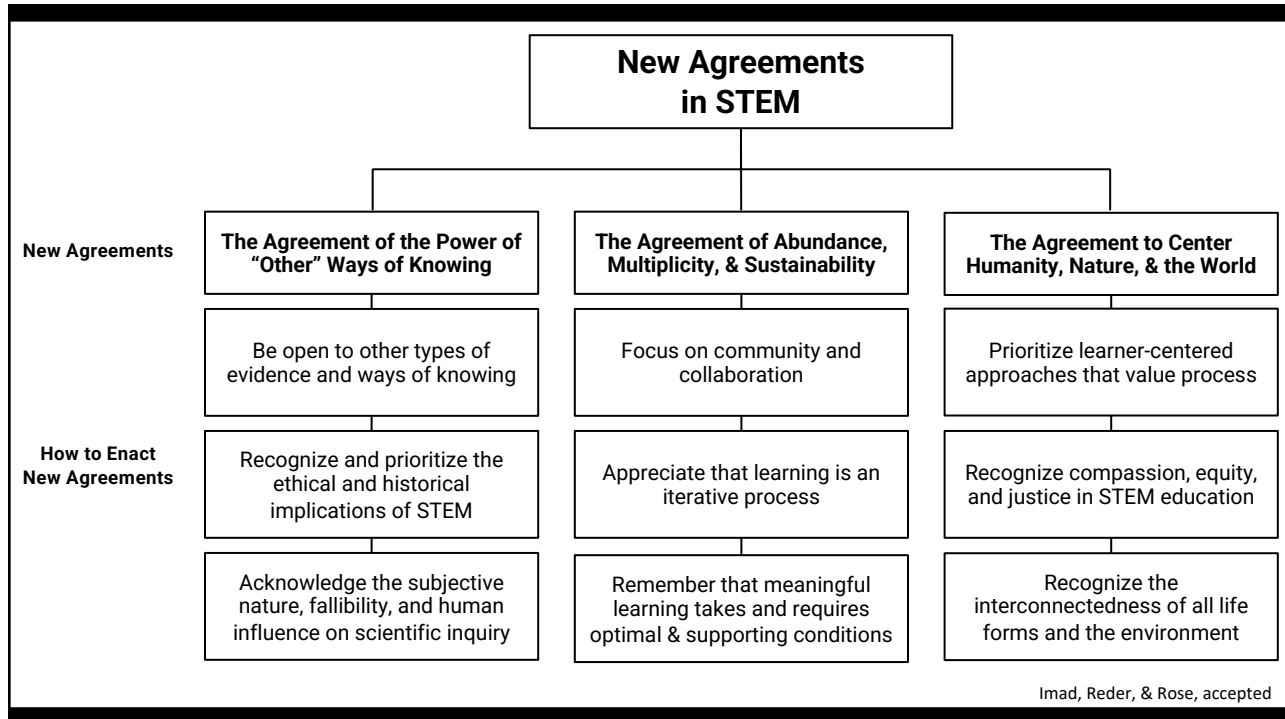 New Agreements
in STEM
New Agreements
The Agreement of the Power of
“Other” Ways of Knowing
The Agreement of Abundance,
Multiplicity, & Sustainability
The Agreement to Center
Humanity, Nature, & the World
How to Enact
New Agreements
Be open to other types of
evidence and ways of knowing
Focus on community and
collaboration
Prioritize learner-centered
approaches that value process
Recognize and prioritize the
ethical and historical
implications of STEM
Appreciate that learning is an
iterative process
Recognize compassion, equity,
and justice in STEM education
Acknowledge the subjective
nature, fallibility, and human
influence on scientific inquiry
Remember that meaningful
learning takes and requires
optimal & supporting conditions
Recognize the
interconnectedness of all life
forms and the environment
Imad, Reder, & Rose, accepted